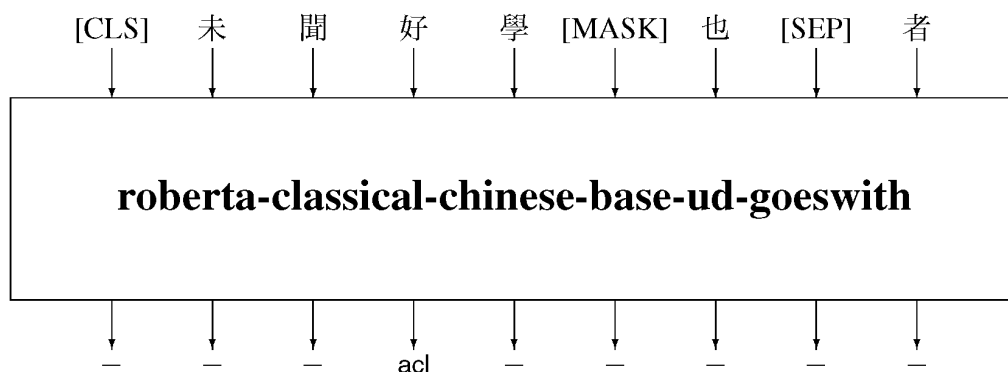 [CLS] 未 聞 好 學 [MASK] 也 [SEP] 者
roberta-classical-chinese-base-ud-goeswith
– – – acl – – – – –